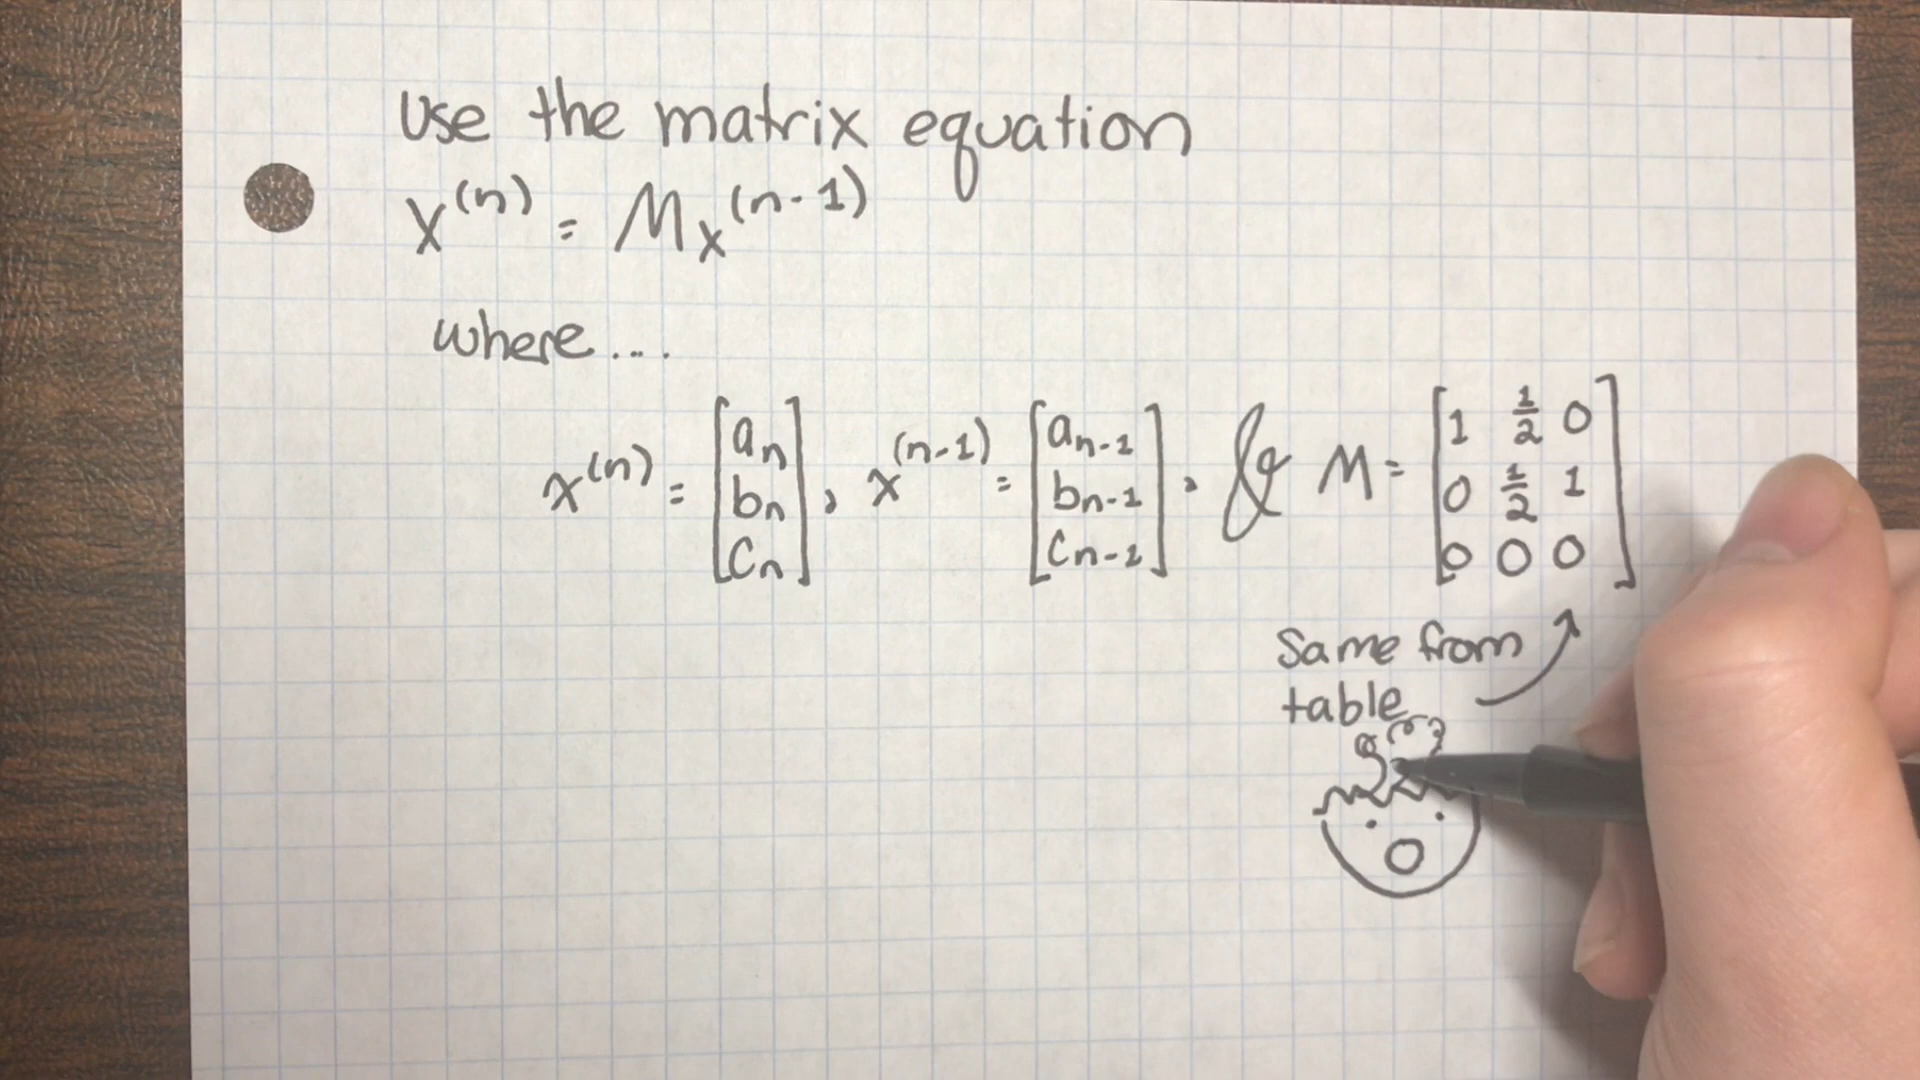 use the matrix equation
x^(n) = Mx^(n-1)
where....
x^(n) = [a_n b_n c_n], x^(n-1) = [a_n-1 b_n-1 c_n-1], & M = [1 1/2 0 0 1/2 1 0 0 0]
Same from
table